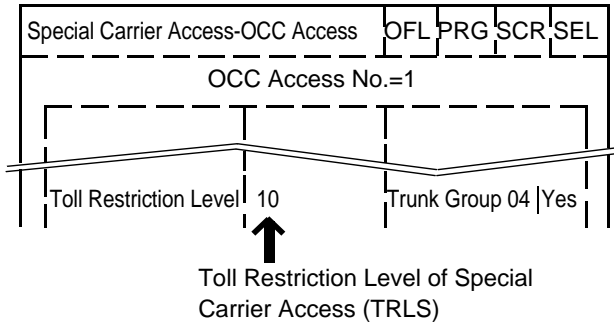 Special Carrier Access-OCC Access OFL PRG SCR SEL
OCC Access No.=1
Toll Restriction Level 10 Trunk Group 04 Yes
Toll Restriction Level of Special
Carrier Access (TRLS)